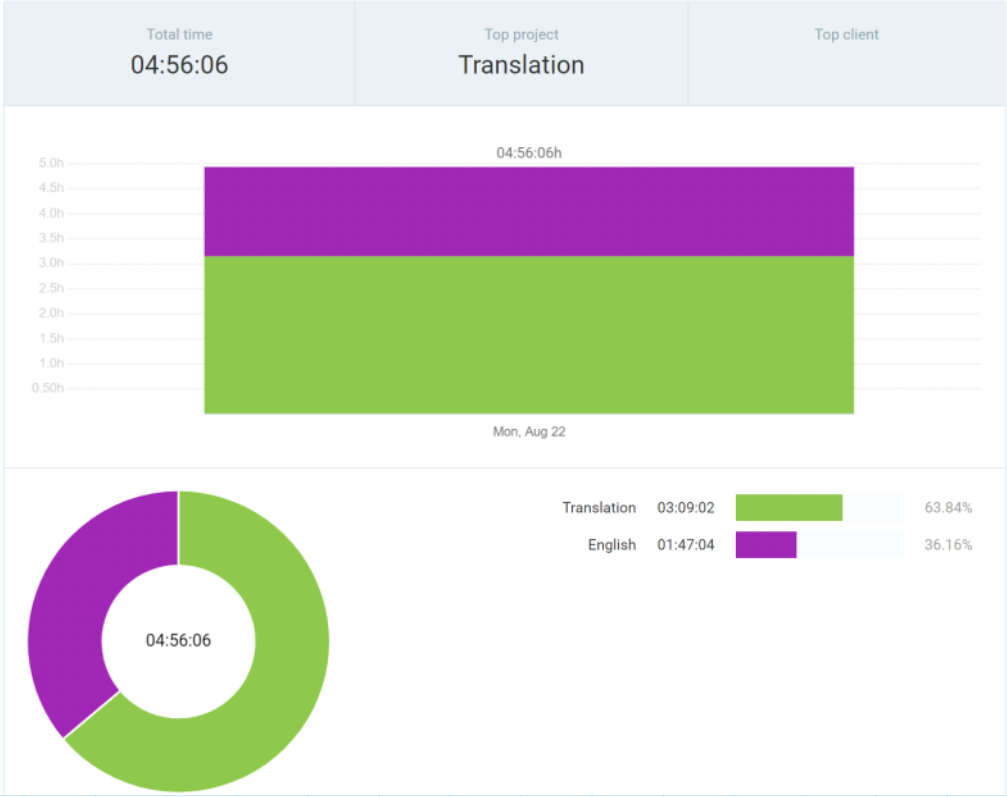 Total time
04:56:06
Top project
Translation
Top client
04:56:06h
5.0h
4.5h
4.0h
3.5h
3.0h
2.5h
2.0h
1.5h
1.0h
0.50h
Mon, Aug 22
04:56:06
Translation 03:09:02 63.84%
English 01:47:04 36.16%